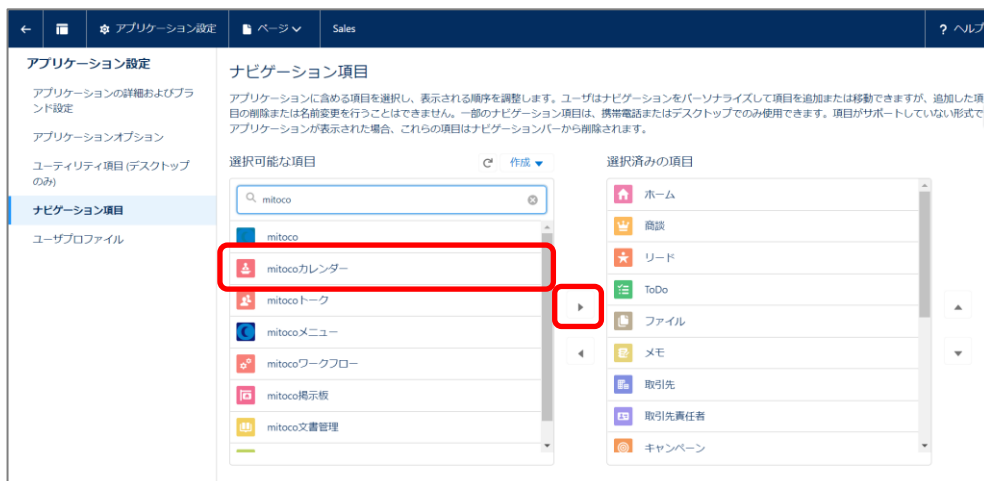 アプリケーション設定
ページ
Sales
? ヘルプ
アプリケーション設定
アプリケーションの詳細およびブラ
ンド設定
アプリケーションオプション
ユーティリティ項目 (デスクトップ
のみ)
ナビゲーション項目
ユーザプロファイル
ナビゲーション項目
アプリケーションに含める項目を選択し、表示される順序を調整します。ユーザはナビゲーションをパーソナライズして項目を追加または移動できますが、追加した項
目の削除または名前変更を行うことはできません。一部のナビゲーション項目は、携帯電話またはデスクトップでのみ使用できます。項目がサポートしていない形式で
アプリケーションが表示された場合、これらの項目はナビゲーションバーから削除されます。
選択可能な項目
作成
mitoco
mitoco
mitocoカレンダー
mitocoトーク
mitocoメニュー
mitocoワークフロー
mitoco掲示板
mitoco文書管理
選択済みの項目
ホーム
商談
リード
ToDo
ファイル
メモ
取引先
取引先責任者
キャンペーン